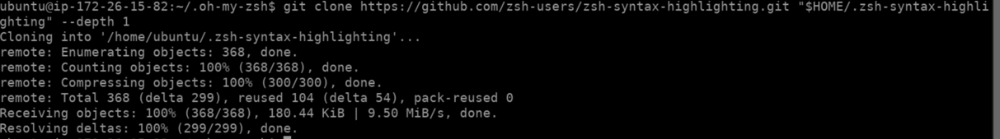 ubuntu@ip-172-26-15-82:~/.oh-my-zsh$ git clone https://github.com/zsh-users/zsh-syntax-highlighting.git "$HOME/.zsh-syntax-highli
ghting" --depth 1
Cloning into '/home/ubuntu/.zsh-syntax-highlighting'...
remote: Enumerating objects: 368, done.
remote: Counting objects: 100% (368/368), done.
remote: Compressing objects: 100% (300/300), done.
remote: Total 368 (delta 299), reused 104 (delta 54), pack-reused 0
Receiving objects: 100% (368/368), 180.44 KiB | 9.50 MiB/s, done.
Resolving deltas: 100% (299/299), done.